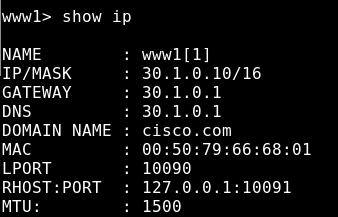 www1> show ip
NAME        : www1[1]
IP/MASK     : 30.1.0.10/16
GATEWAY     : 30.1.0.1
DNS         : 30.1.0.1
DOMAIN NAME : cisco.com
MAC         : 00:50:79:66:68:01
LPORT       : 10090
RHOST:PORT  : 127.0.0.1:10091
MTU:        : 1500